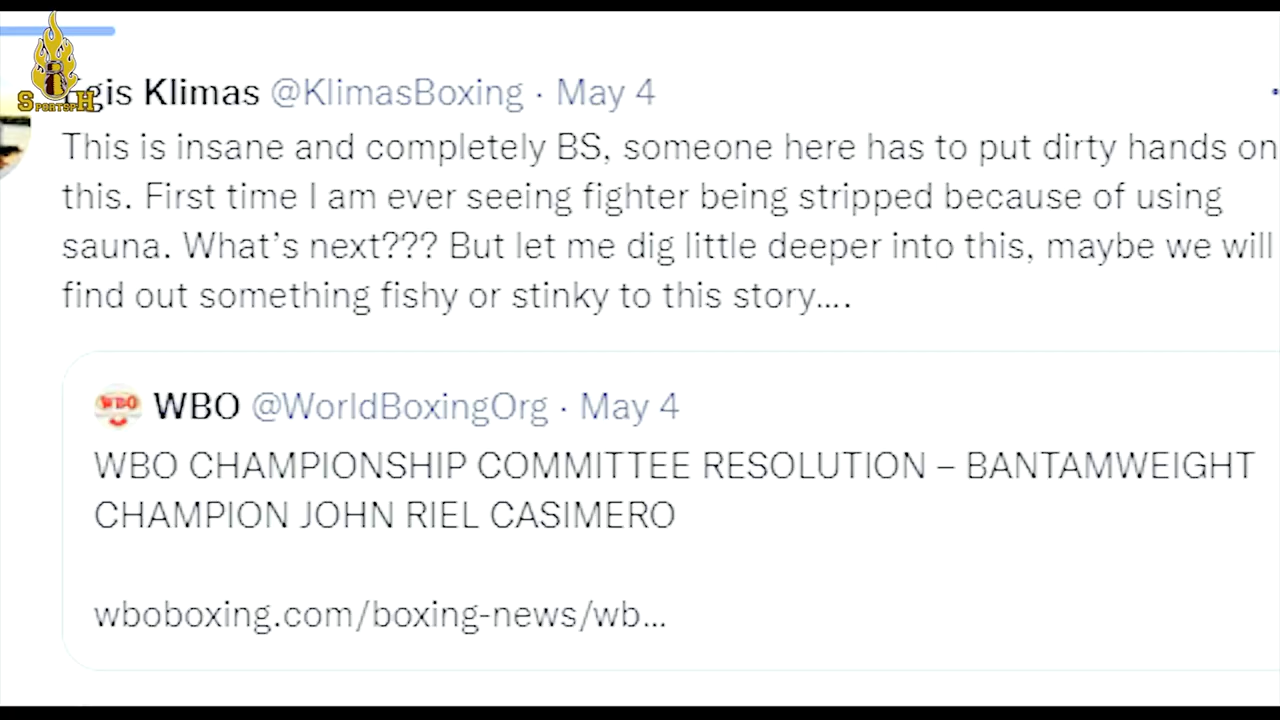 SPORTSPH
gis Klimas @KlimasBoxing · May 4
This is insane and completely BS, someone here has to put dirty hands on
this. First time I am ever seeing fighter being stripped because of using
sauna. What's next??? But let me dig little deeper into this, maybe we will
find out something fishy or stinky to this story....
WBO
WBO @WorldBoxingOrg · May 4
WBO CHAMPIONSHIP COMMITTEE RESOLUTION – BANTAMWEIGHT
CHAMPION JOHN RIEL CASIMERO
wboboxing.com/boxing-news/wb...